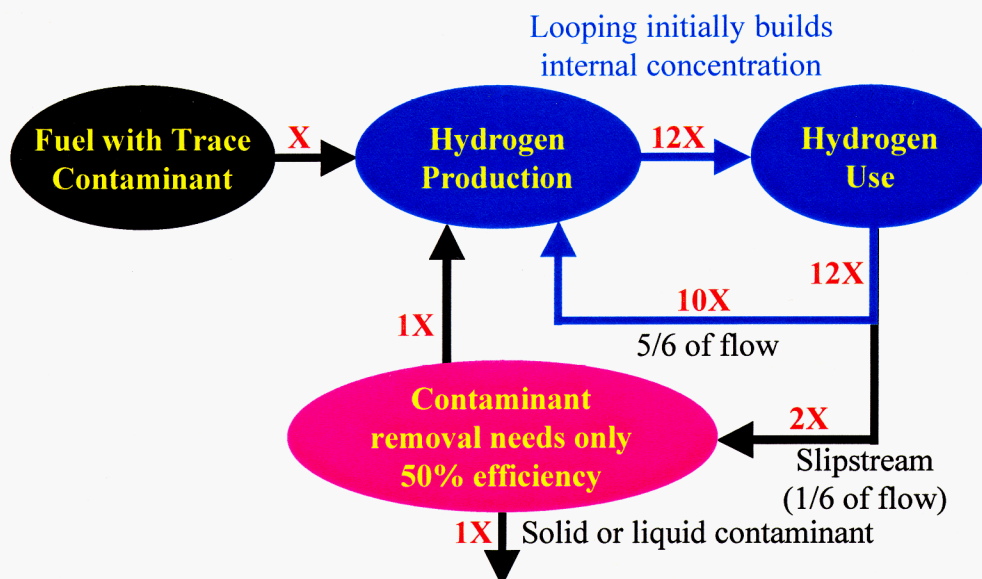 Looping initially builds
internal concentration
Fuel with Trace
Contaminant
X
Hydrogen
Production
12X
Hydrogen
Use
12X
10X
5/6 of flow
1X
Contaminant
removal needs only
50% efficiency
2X
Slipstream
(1/6 of flow)
1X
Solid or liquid contaminant